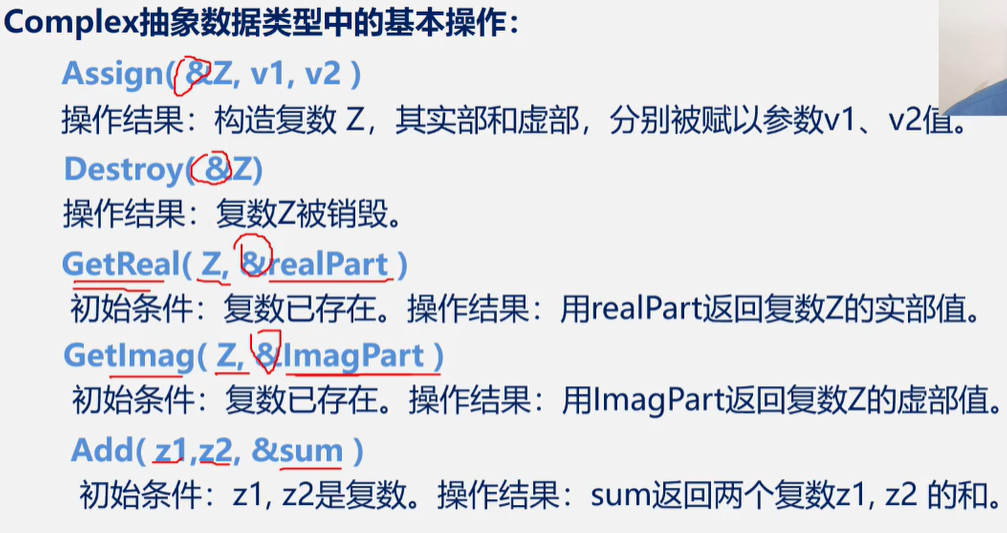 Complex抽象数据类型中的基本操作：
Assign( &Z, v1, v2 )
操作结果：构造复数 Z，其实部和虚部，分别被赋以参数v1、v2值。
Destroy( &Z)
操作结果：复数Z被销毁。
GetReal( Z, &realPart )
初始条件：复数已存在。操作结果：用realPart返回复数Z的实部值。
GetImag( Z, &ImagPart )
初始条件：复数已存在。操作结果：用ImagPart返回复数Z的虚部值。
Add( z1,z2, &sum )
初始条件：z1, z2是复数。操作结果：sum返回两个复数z1, z2 的和。